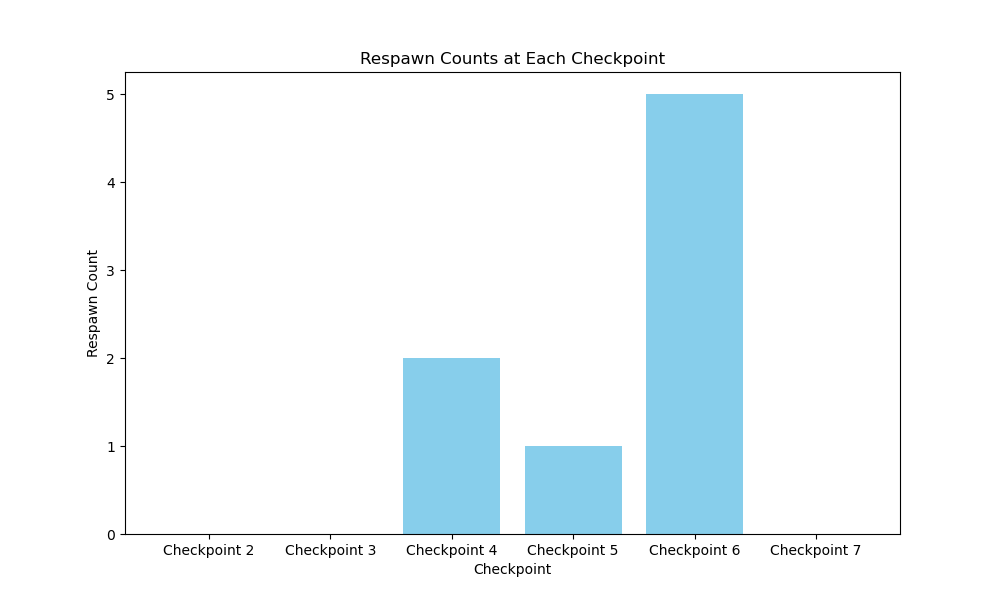 Respawn Counts at Each Checkpoint
5
4
3
2
1
0
Respawn Count
Checkpoint 2 Checkpoint 3 Checkpoint 4 Checkpoint 5 Checkpoint 6 Checkpoint 7
Checkpoint